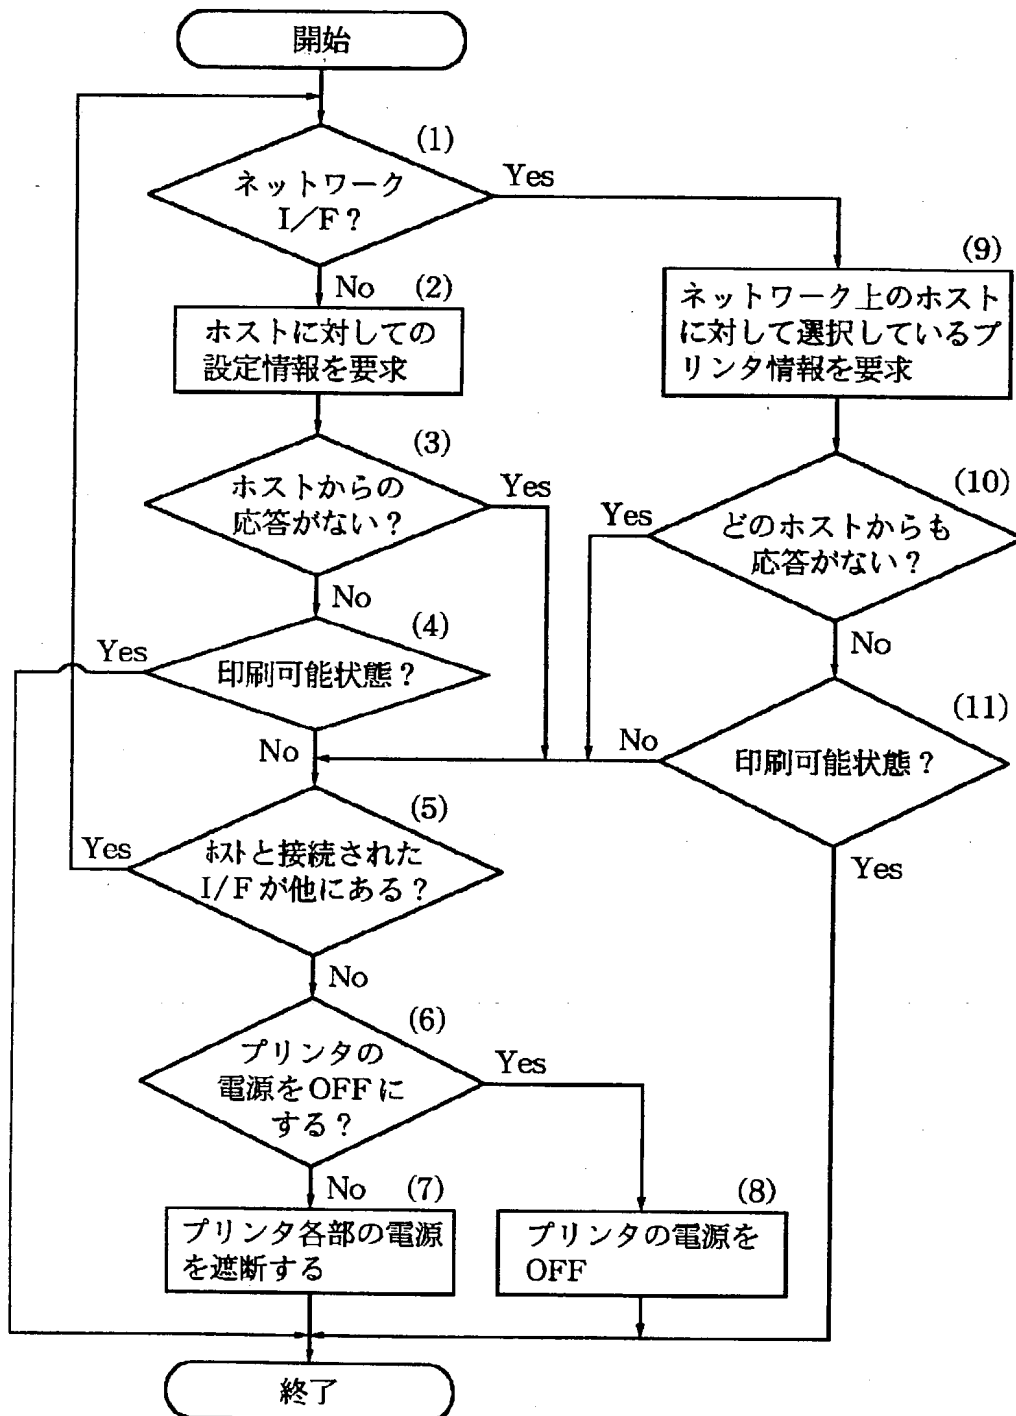 開始
(1)
ネットワーク
I/F?
Yes
No
(2)
ホストに対しての
設定情報を要求
(9)
ネットワーク上のホスト
に対して選択しているプ
リンタ情報を要求
(3)
ホストからの
応答がない?
Yes
No
(10)
どのホストからも
応答がない?
Yes
No
(4)
印刷可能状態?
Yes
No
(11)
印刷可能状態?
No
Yes
(5)
ホストと接続された
I/Fが他にある?
Yes
No
(6)
プリンタの
電源をOFFに
する?
Yes
No
(7)
プリンタ各部の電源
を遮断する
(8)
プリンタの電源を
OFF
終了